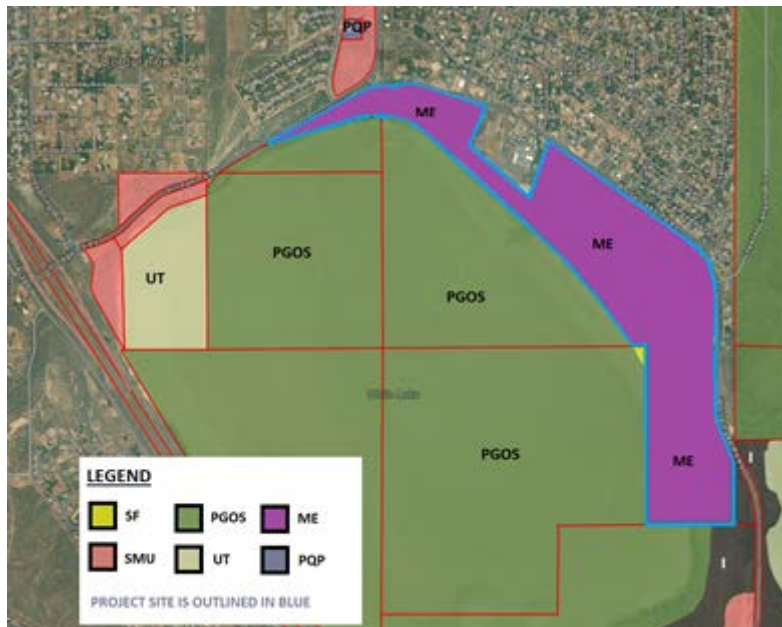 PQP
ME
ME
PGOS
UT
PGOS
PGOS
ME
I
I
LEGEND
SF
PGOS
ME
SMU
UT
PQP
PROJECT SITE IS OUTLINED IN BLUE